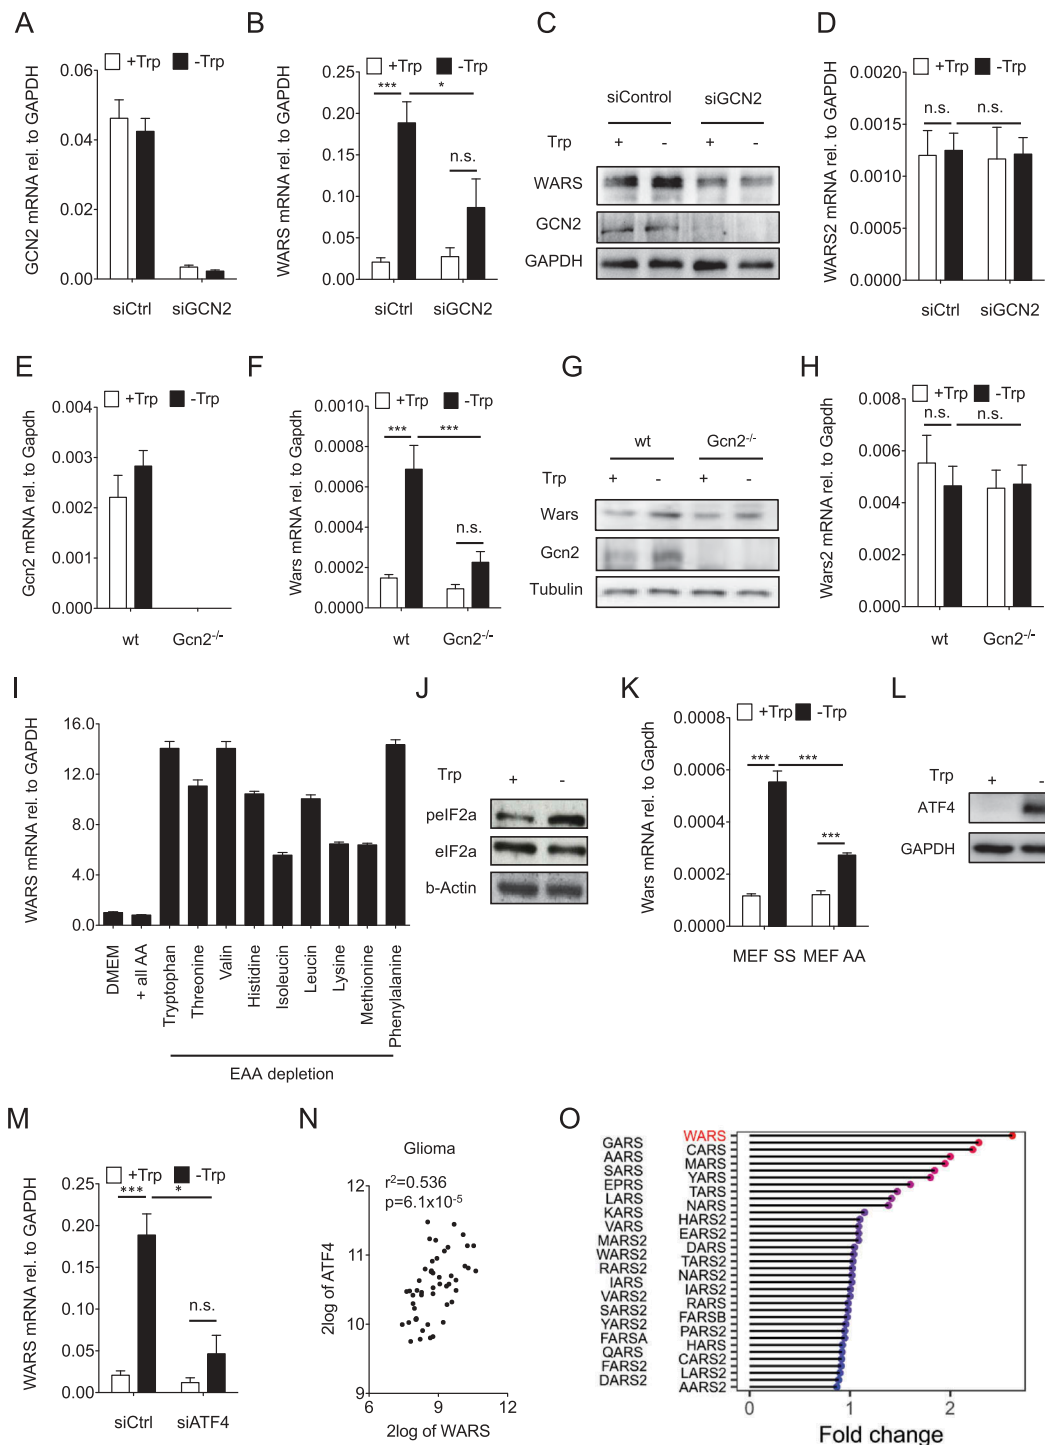 A
GCN2 mRNA rel. to GAPDH
+Trp -Trp
0.06
0.04
0.02
0.00
siCtrl siGCN2
B
WARS mRNA rel. to GAPDH
+Trp -Trp
0.25
0.20
0.15
0.10
0.05
0.00
*** *
n.s.
siCtrl siGCN2
C
siControl siGCN2
Trp + - + -
WARS
GCN2
GAPDH
D
WARS2 mRNA rel. to GAPDH
+Trp -Trp
0.0020
0.0015
0.0010
0.0005
0.0000
n.s. n.s.
siCtrl siGCN2
E
Gcn2 mRNA rel. to Gapdh
+Trp -Trp
0.004
0.003
0.002
0.001
0.000
wt Gcn2-/-
F
Wars mRNA rel. to Gapdh
+Trp -Trp
0.0010
0.0008
0.0006
0.0004
0.0002
0.0000
*** ***
n.s.
wt Gcn2-/-
G
wt Gcn2-/-
Trp + - + -
Wars
Gcn2
Tubulin
H
Wars2 mRNA rel. to Gapdh
+Trp -Trp
0.008
0.006
0.004
0.002
0.000
n.s. n.s.
wt Gcn2-/-
I
WARS mRNA rel. to GAPDH
16.0
12.0
8.0
4.0
0.0
DMEM
+ all AA
Tryptophan
Threonine
Valin
Histidine
Isoleucin
Leucin
Lysine
Methionine
Phenylalanine
EAA depletion
J
Trp + -
peIF2a
eIF2a
b-Actin
K
Wars mRNA rel. to Gapdh
+Trp -Trp
0.0008
0.0006
0.0004
0.0002
0.0000
*** ***
***
MEF SS MEF AA
L
Trp + -
ATF4
GAPDH
M
WARS mRNA rel. to GAPDH
+Trp -Trp
0.25
0.20
0.15
0.10
0.05
0.00
*** *
n.s.
siCtrl siATF4
N
Glioma
r2=0.536
p=6.1x10-5
2log of ATF4
12
11
10
9
6 9 12
2log of WARS
O
WARS
GARS
CARS
AARS
MARS
SARS
YARS
EPRS
TARS
LARS
NARS
KARS
HARS2
VARS
EARS2
MARS2
DARS
WARS2
TARS2
RARS2
NARS2
IARS
IARS2
VARS2
RARS
SARS2
FARSB
YARS2
PARS2
FARSA
HARS
QARS
CARS2
FARS2
LARS2
DARS2
AARS2
0 1 2
Fold change